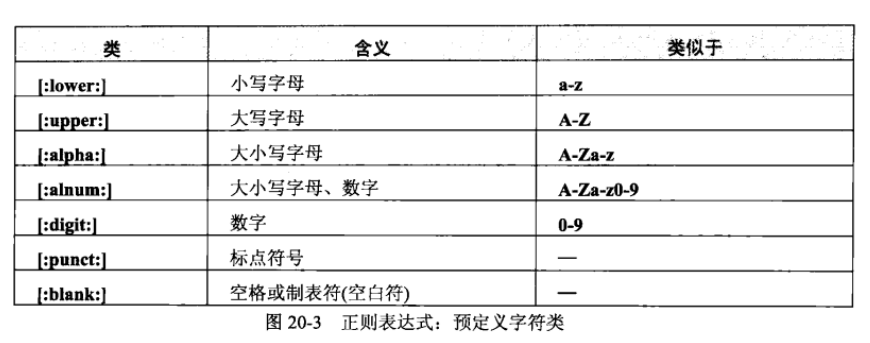 类 含义 类似于
[:lower:] 小写字母 a-z
[:upper:] 大写字母 A-Z
[:alpha:] 大小写字母 A-Za-z
[:alnum:] 大小写字母、数字 A-Za-z0-9
[:digit:] 数字 0-9
[:punct:] 标点符号 —
[:blank:] 空格或制表符(空白符) —
图 20-3 正则表达式：预定义字符类